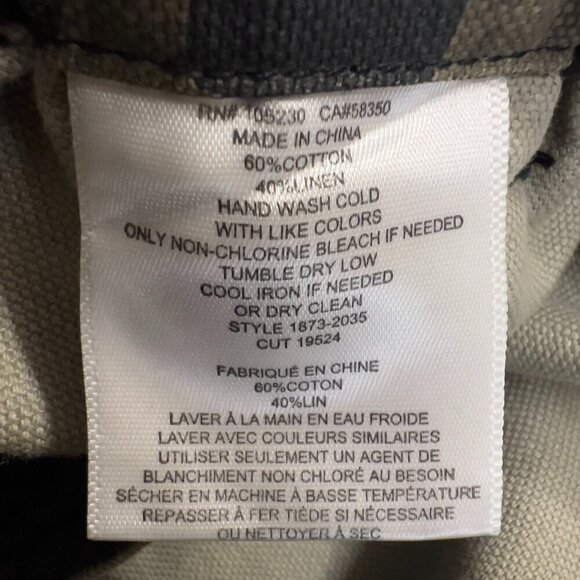 RN# 105230 CA#58350
MADE IN CHINA
60%COTTON
40%LINEN
HAND WASH COLD
WITH LIKE COLORS
ONLY NON-CHLORINE BLEACH IF NEEDED
TUMBLE DRY LOW
COOL IRON IF NEEDED
OR DRY CLEAN
STYLE 1873-2035
CUT 19524
FABRIQUÉ EN CHINE
60%COTON
40%LIN
LAVER À LA MAIN EN EAU FROIDE
LAVER AVEC COULEURS SIMILAIRES
UTILISER SEULEMENT UN AGENT DE
BLANCHIMENT NON CHLORÉ AU BESOIN
SÉCHER EN MACHINE À BASSE TEMPÉRATURE
REPASSER À FER TIÈDE SI NÉCESSAIRE
OU NETTOYER À SEC